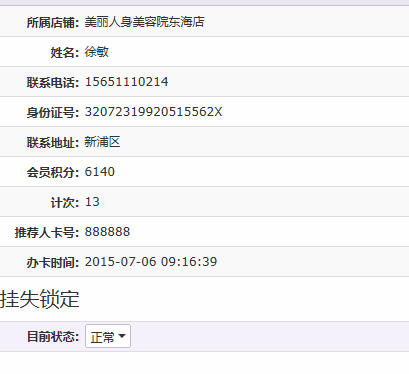 所属店铺: 美丽人身美容院东海店
姓名: 徐敏
联系电话: 15651110214
身份证号: 32072319920515562X
联系地址: 新浦区
会员积分: 6140
计次: 13
推荐人卡号: 888888
办卡时间: 2015-07-06 09:16:39
挂失锁定
目前状态: 正常